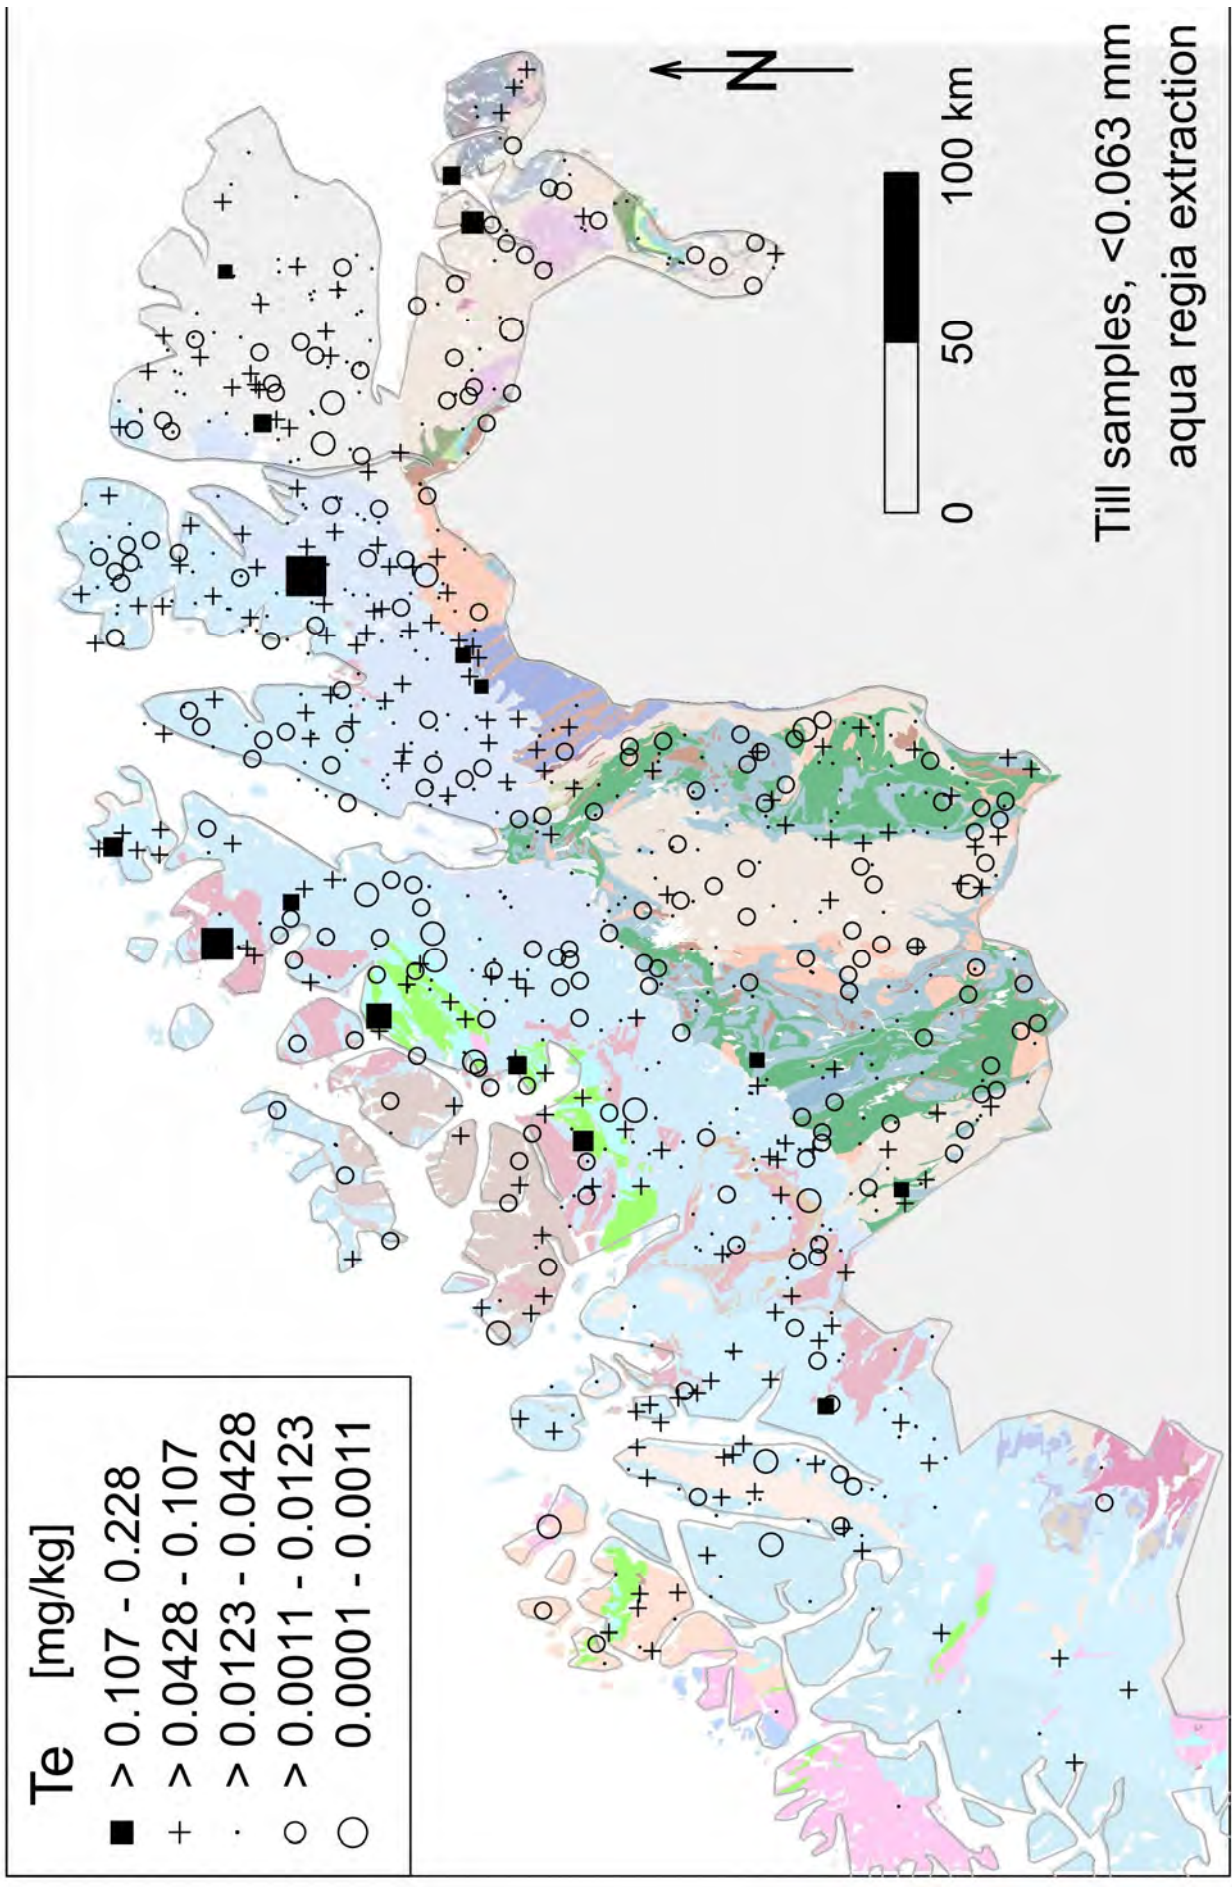 Te [mg/kg]
> 0.107 - 0.228
> 0.0428 - 0.107
> 0.0123 - 0.0428
> 0.0011 - 0.0123
0.0001 - 0.0011
N
0 50 100 km
Till samples, <0.063 mm
aqua regia extraction